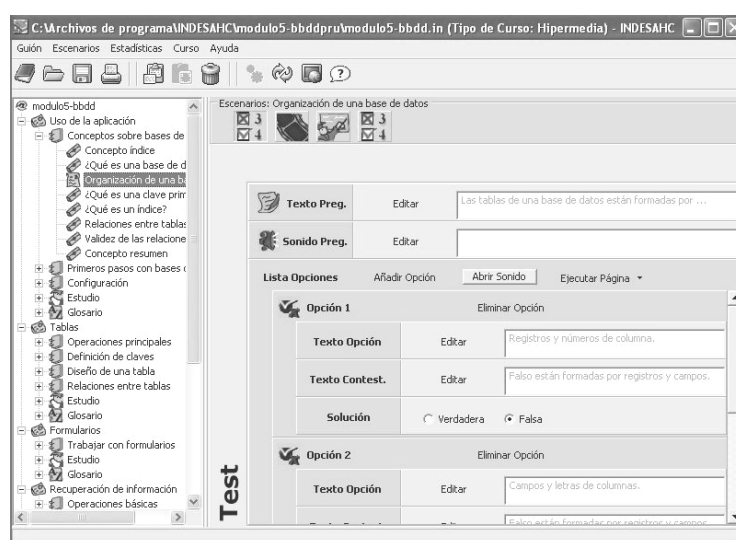 C:\Archivos de programa\INDESAHC\modulo5-bbddpru\modulo5-bbdd.in (Tipo de Curso: Hipermedia) - INDESAHC
Guión Escenarios Estadísticas Curso Ayuda
modulo5-bbdd
Uso de la aplicación
Conceptos sobre bases de
Concepto índice
¿Qué es una base de d
Organización de una ba
¿Qué es una clave prim
¿Qué es un índice?
Relaciones entre tablas
Validez de las relacione
Concepto resumen
Primeros pasos con bases d
Configuración
Estudio
Glosario
Tablas
Operaciones principales
Definición de claves
Diseño de una tabla
Relaciones entre tablas
Estudio
Glosario
Formularios
Trabajar con formularios
Estudio
Glosario
Recuperación de información
Operaciones básicas
Escenarios: Organización de una base de datos
3
4
3
4
Texto Preg. Editar Las tablas de una base de datos están formadas por ...
Sonido Preg. Editar
Lista Opciones Añadir Opción Abrir Sonido Ejecutar Página
Opción 1 Eliminar Opción
Texto Opción Editar Registros y números de columna.
Texto Contest. Editar Falso están formadas por registros y campos.
Solución Verdadera Falsa
Opción 2 Eliminar Opción
Texto Opción Editar Campos y letras de columnas.
Falso están formadas por registros y campos
Test